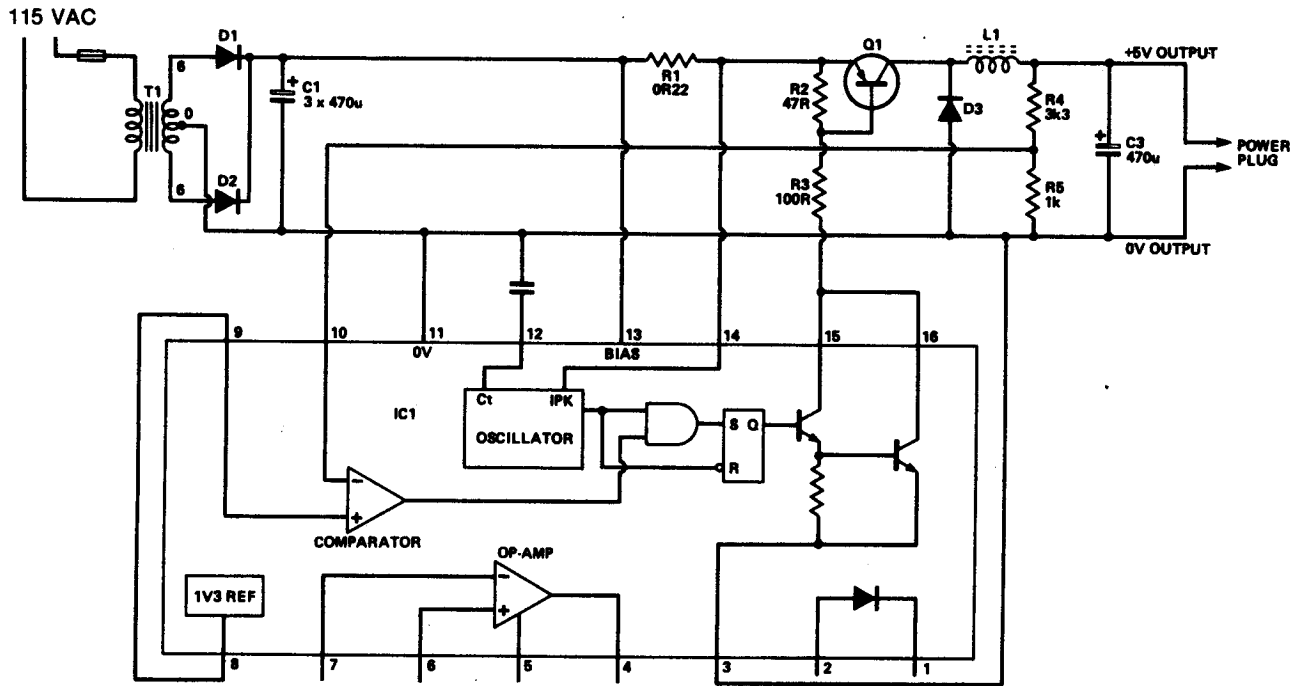 115 VAC
D1
6
T1
0
6
D2
+
C1
3 x 470u
R1
0R22
Q1
R2
47R
R3
100R
L1
+5V OUTPUT
D3
R4
3k3
R5
1k
+
C3
470u
POWER
PLUG
0V OUTPUT
9
10
11
0V
12
13
BIAS
14
15
16
IC1
Ct
IPK
OSCILLATOR
S
Q
R
-
+
COMPARATOR
OP-AMP
-
+
1V3 REF
8
7
6
5
4
3
2
1